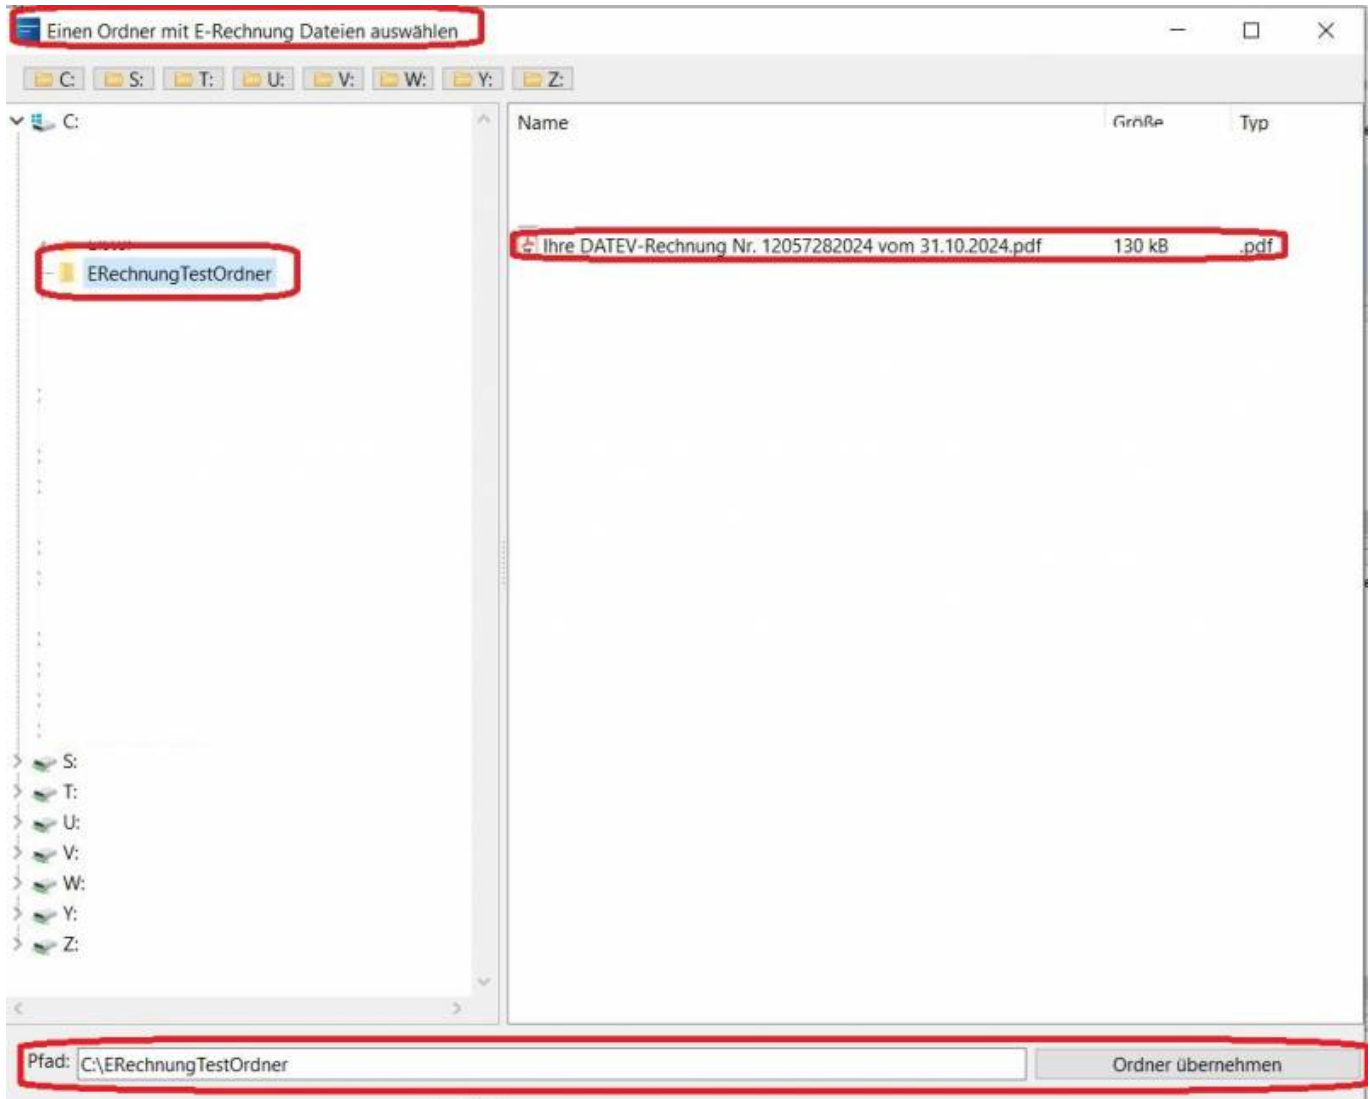 Einen Ordner mit E-Rechnung Dateien auswählen
C: S: T: U: V: W: Y: Z:
C:
Name Größe Typ
Ihre DATEV-Rechnung Nr. 12057282024 vom 31.10.2024.pdf 130 kB .pdf
ERechnungTestOrdner
S:
T:
U:
V:
W:
Y:
Z:
Pfad: C:\ERechnungTestOrdner Ordner übernehmen